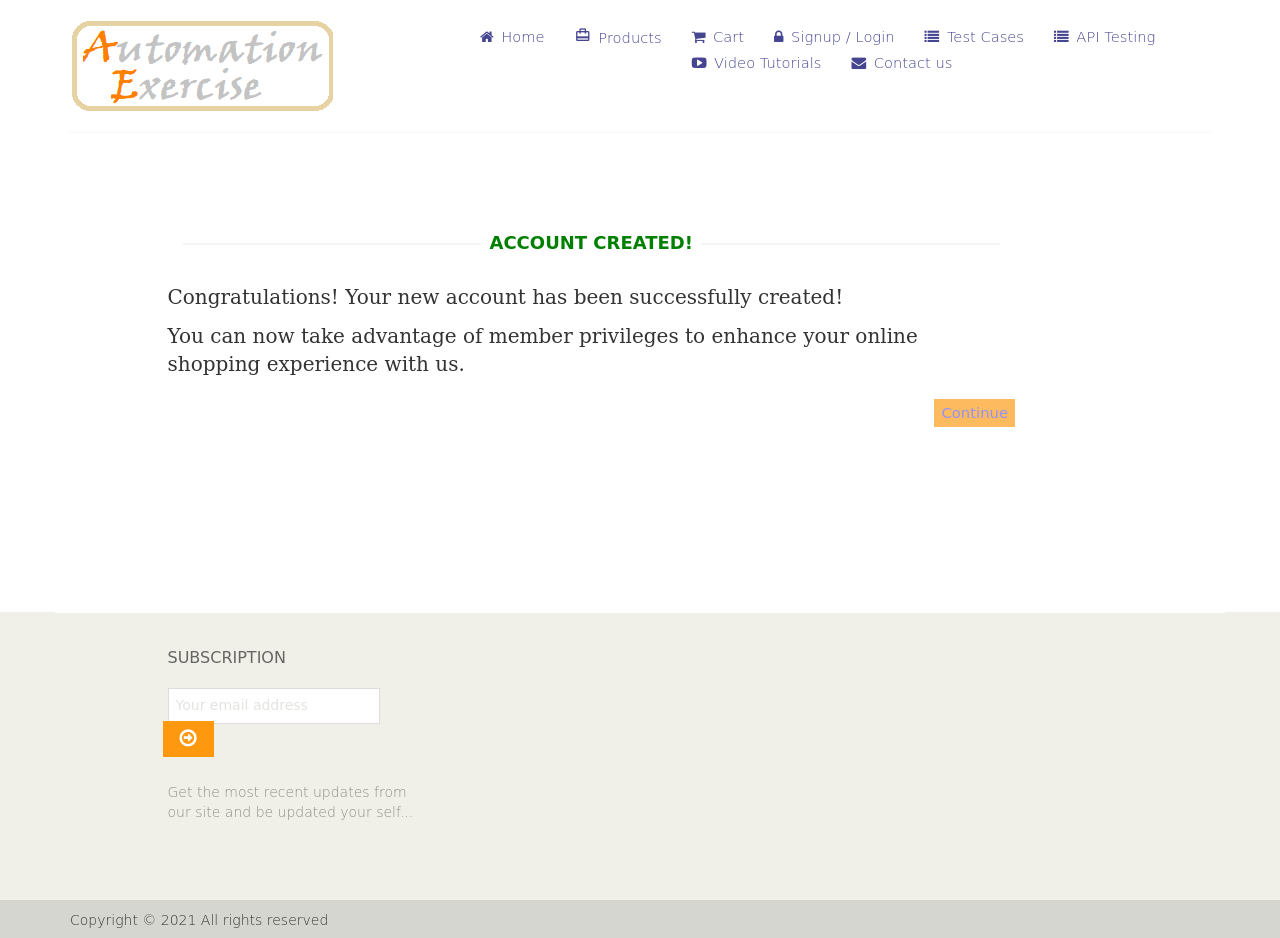 Automation
Exercise
Home
Products
Cart
Signup / Login
Test Cases
API Testing
Video Tutorials
Contact us
ACCOUNT CREATED!
Congratulations! Your new account has been successfully created!
You can now take advantage of member privileges to enhance your online
shopping experience with us.
Continue
SUBSCRIPTION
Your email address
Get the most recent updates from
our site and be updated your self...
Copyright © 2021 All rights reserved